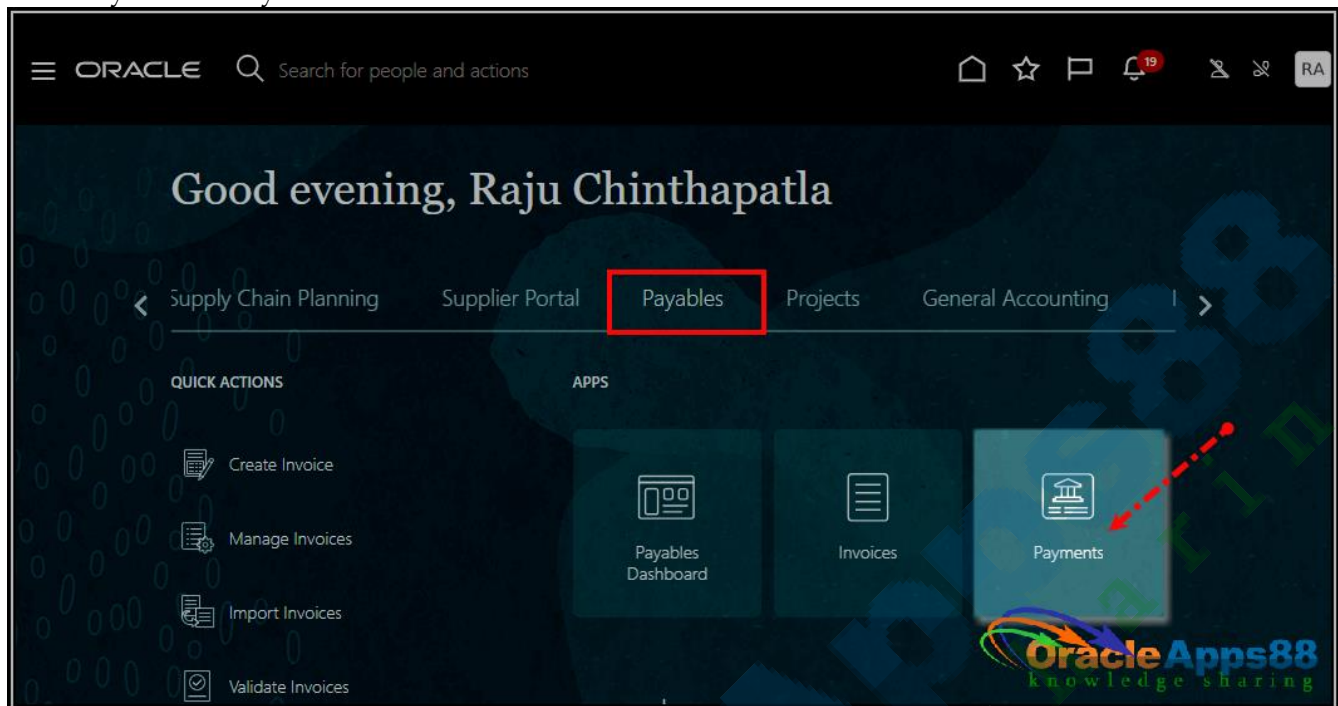 ORACLE Search for people and actions 19 RA
Good evening, Raju Chinthapatla
Supply Chain Planning Supplier Portal Payables Projects General Accounting
QUICK ACTIONS APPS
Create Invoice
Manage Invoices
Import Invoices
Validate Invoices
Payables Dashboard
Invoices
Payments
OracleApps88
knowledge sharing